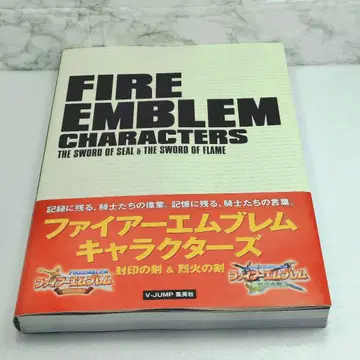 FIRE
EMBLEM
CHARACTERS
THE SWORD OF SEAL & THE SWORD OF FLAME
記録に残る、騎士たちの偉業。記憶に残る、騎士たちの言葉。
ファイアーエムブレム
キャラクターズ
封印の剣 & 烈火の剣
ファイアーエムブレム
ファイアーエムブレム
V-JUMP 集英社